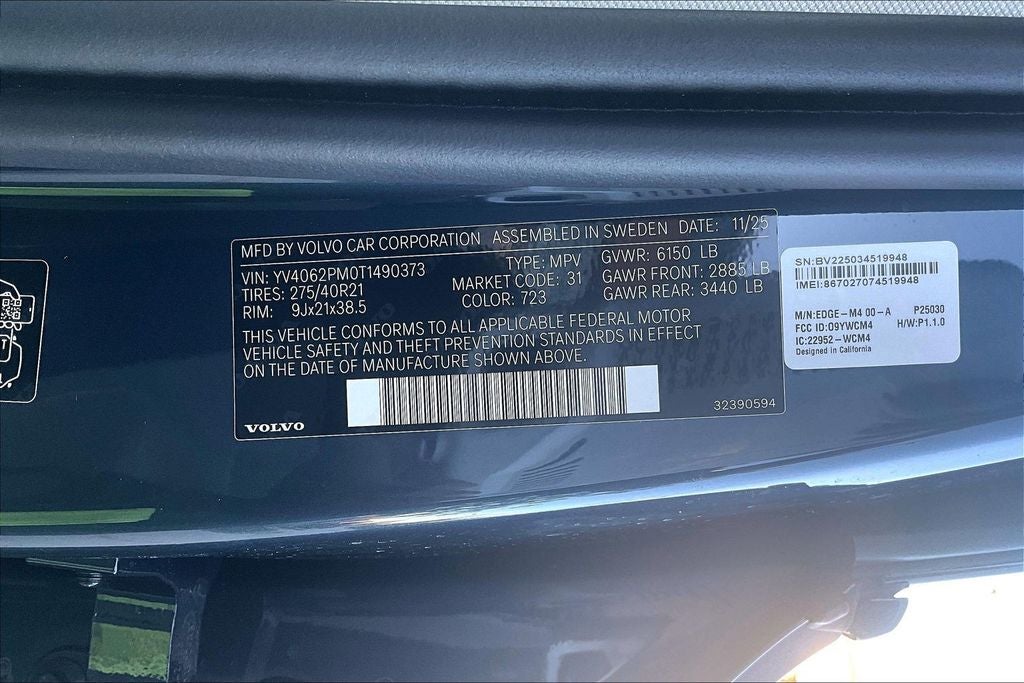 MFD BY VOLVO CAR CORPORATION ASSEMBLED IN SWEDEN DATE: 11/25
VIN: YV4062PM0T1490373 TYPE: MPV GVWR: 6150 LB
TIRES: 275/40R21 MARKET CODE: 31 GAWR FRONT: 2885 LB
RIM: 9Jx21x38.5 COLOR: 723 GAWR REAR: 3440 LB
THIS VEHICLE CONFORMS TO ALL APPLICABLE FEDERAL MOTOR
VEHICLE SAFETY AND THEFT PREVENTION STANDARDS IN EFFECT
ON THE DATE OF MANUFACTURE SHOWN ABOVE.
VOLVO
32390594
SN:BV225034519948
IMEI:867027074519948
M/N:EDGE-M4 00-A P25030
FCC ID:O9YWCM4 H/W:P1.1.0
IC:22952-WCM4
Designed in California